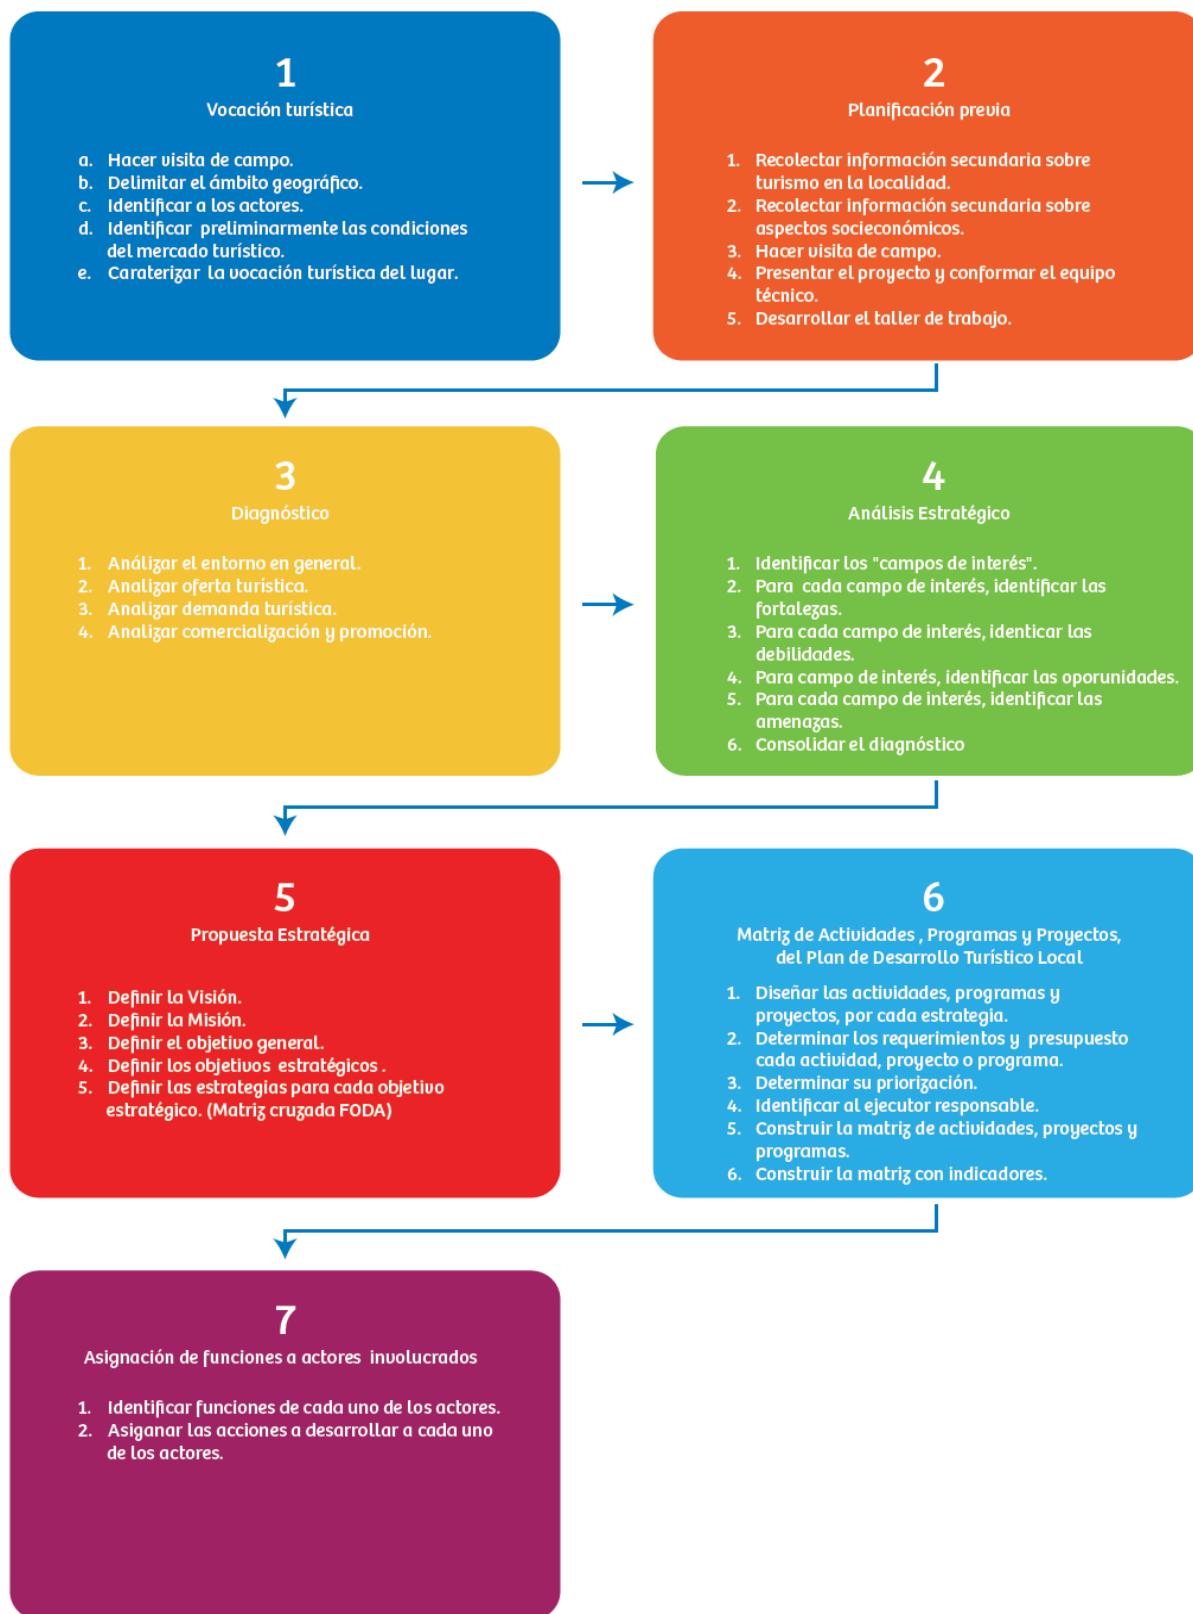 1
Vocación turística
a. Hacer visita de campo.
b. Delimitar el ámbito geográfico.
c. Identificar a los actores.
d. Identificar preliminarmente las condiciones
del mercado turístico.
e. Caraterizar la vocación turística del lugar.
2
Planificación previa
1. Recolectar información secundaria sobre
turismo en la localidad.
2. Recolectar información secundaria sobre
aspectos socieconómicos.
3. Hacer visita de campo.
4. Presentar el proyecto y conformar el equipo
técnico.
5. Desarrollar el taller de trabajo.
3
Diagnóstico
1. Análizar el entorno en general.
2. Analizar oferta turística.
3. Analizar demanda turística.
4. Analizar comercialización y promoción.
4
Análisis Estratégico
1. Identificar los "campos de interés".
2. Para cada campo de interés, identificar las
fortalezas.
3. Para cada campo de interés, identicar las
debilidades.
4. Para campo de interés, identificar las oporunidades.
5. Para cada campo de interés, identificar las
amenazas.
6. Consolidar el diagnóstico
5
Propuesta Estratégica
1. Definir la Visión.
2. Definir la Misión.
3. Definir el objetivo general.
4. Definir los objetivos estratégicos .
5. Definir las estrategias para cada objetivo
estratégico. (Matriz cruzada FODA)
6
Matriz de Actividades , Programas y Proyectos,
del Plan de Desarrollo Turístico Local
1. Diseñar las actividades, programas y
proyectos, por cada estrategia.
2. Determinar los requerimientos y presupuesto
cada actividad, proyecto o programa.
3. Determinar su priorización.
4. Identificar al ejecutor responsable.
5. Construir la matriz de actividades, proyectos y
programas.
6. Construir la matriz con indicadores.
7
Asignación de funciones a actores involucrados
1. Identificar funciones de cada uno de los actores.
2. Asiganar las acciones a desarrollar a cada uno
de los actores.